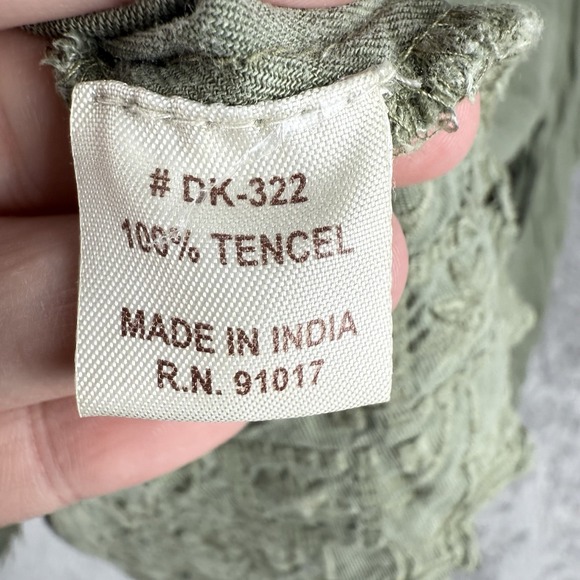 # DK-322
100% TENCEL
MADE IN INDIA
R.N. 91017